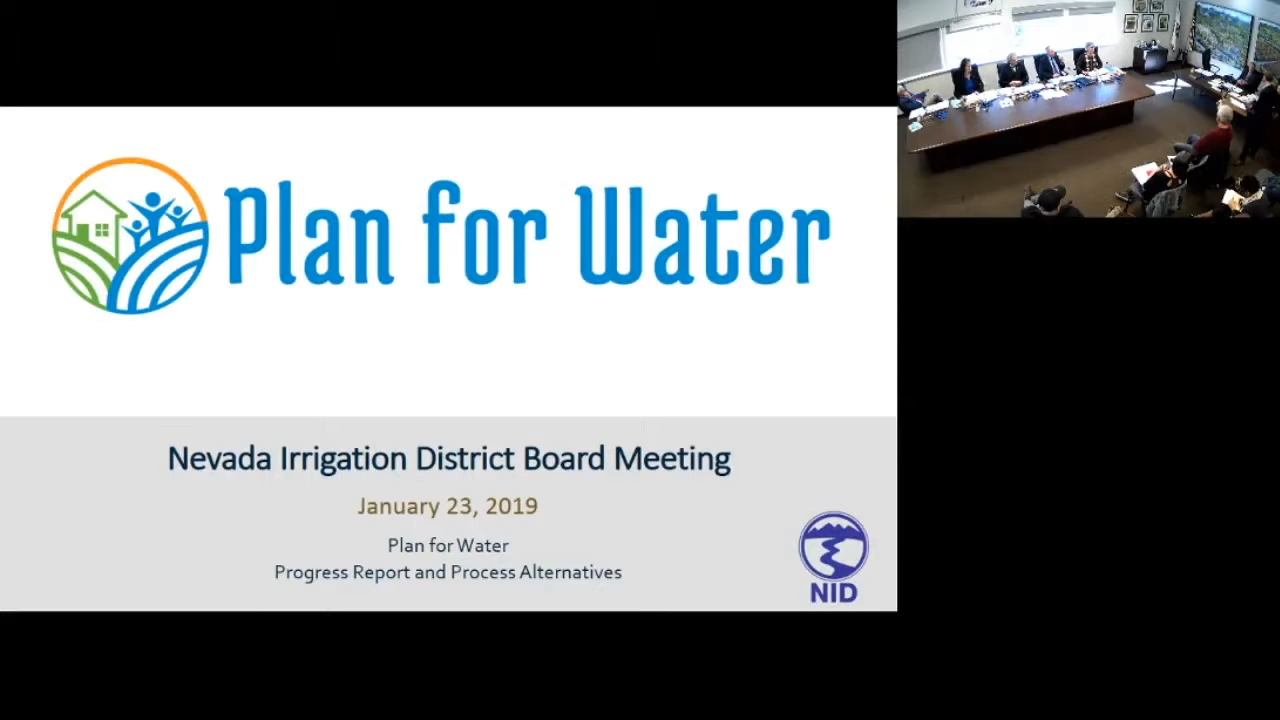 Plan for Water
Nevada Irrigation District Board Meeting
January 23, 2019
Plan for Water
Progress Report and Process Alternatives
NID